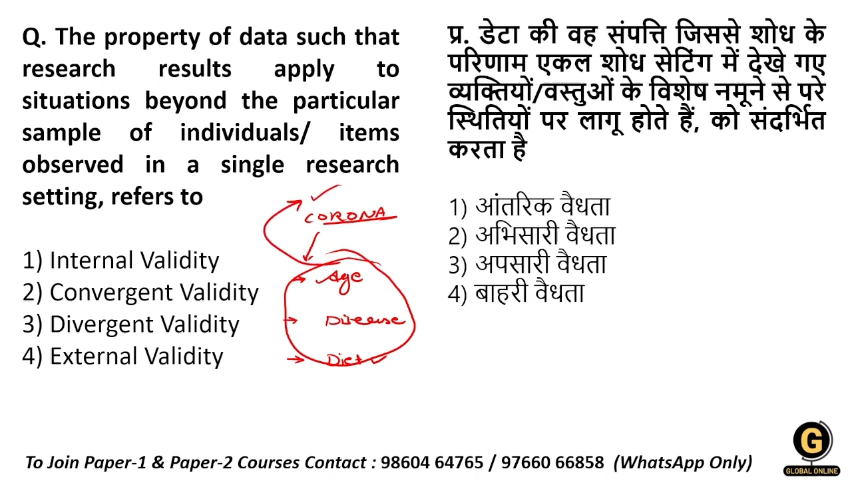 Q. The property of data such that
research results apply to
situations beyond the particular
sample of individuals/ items
observed in a single research
setting, refers to
1) Internal Validity
2) Convergent Validity
3) Divergent Validity
4) External Validity
CORONA
Age
Disease
Diet
प्र. डेटा की वह संपत्ति जिससे शोध के
परिणाम एकल शोध सेटिंग में देखे गए
व्यक्तियों/वस्तुओं के विशेष नमूने से परे
स्थितियों पर लागू होते हैं, को संदर्भित
करता है
1) आंतरिक वैधता
2) अभिसारी वैधता
3) अपसारी वैधता
4) बाहरी वैधता
G
GLOBAL ONLINE
To Join Paper-1 & Paper-2 Courses Contact : 98604 64765 / 97660 66858 (WhatsApp Only)